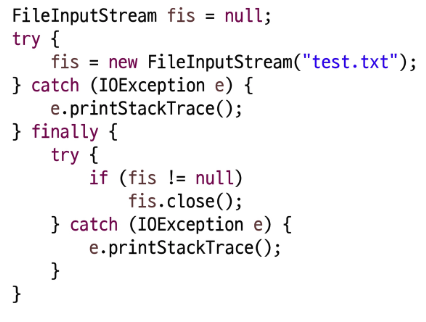 FileInputStream fis = null;
try {
    fis = new FileInputStream("test.txt");
} catch (IOException e) {
    e.printStackTrace();
} finally {
    try {
        if (fis != null)
            fis.close();
    } catch (IOException e) {
        e.printStackTrace();
    }
}